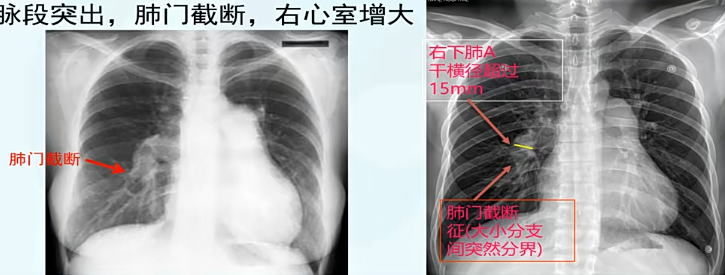 脉段突出，肺门截断，右心室增大
肺门截断
右下肺A
干横径超过
15mm
肺门截断
征(大小分支
间突然分界)